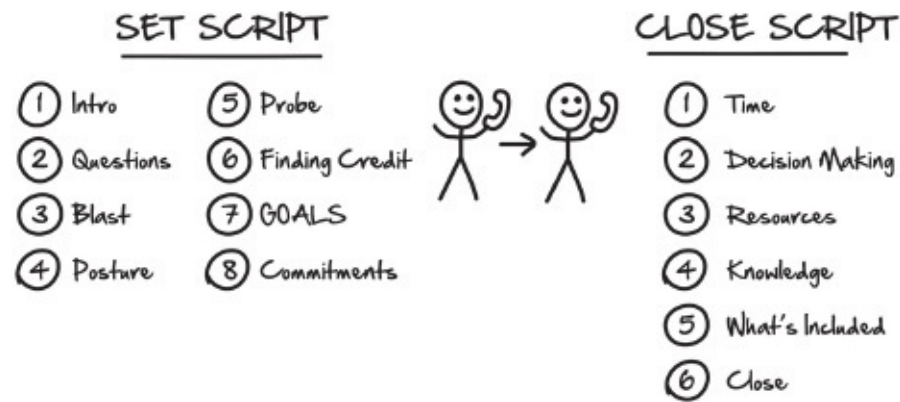 SET SCRIPT
1 Intro
2 Questions
3 Blast
4 Posture
5 Probe
6 Finding Credit
7 GOALS
8 Commitments
CLOSE SCRIPT
1 Time
2 Decision Making
3 Resources
4 Knowledge
5 What's Included
6 Close